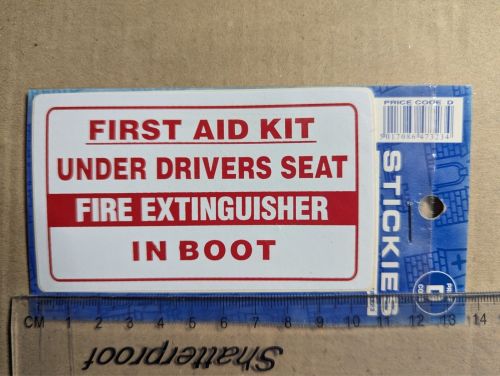 FIRST AID KIT
UNDER DRIVERS SEAT
FIRE EXTINGUISHER
IN BOOT
PRICE CODE D
STICKIES
D
CM 1 2 3 4 5 6 7 8 9 10 11 12 13 14
Shatterproof